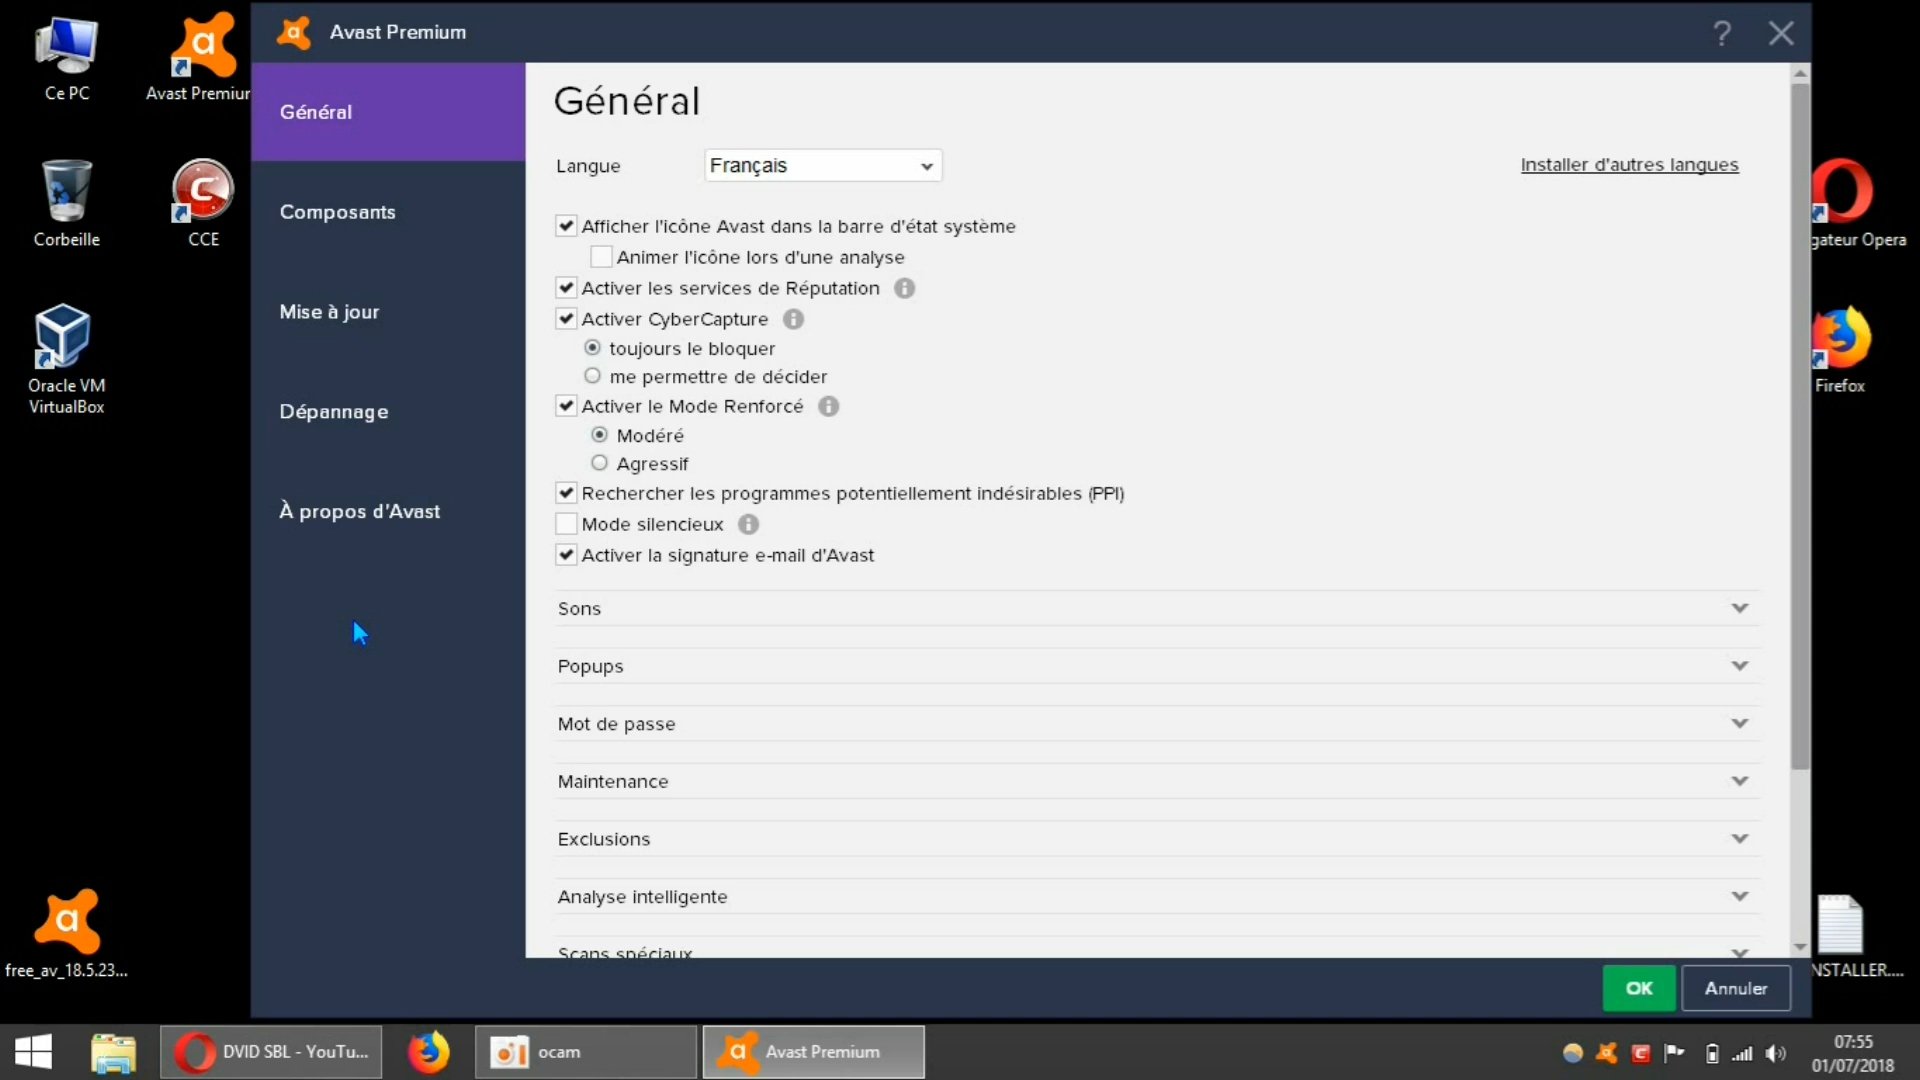 Avast Premium
?
Ce PC
Avast Premiun
Corbeille
CCE
Oracle VM
VirtualBox
free_av_18.5.23...
Général
Composants
Mise à jour
Dépannage
À propos d'Avast
Général
Langue
Français
Installer d'autres langues
Afficher l'icône Avast dans la barre d'état système
Animer l'icône lors d'une analyse
Activer les services de Réputation
Activer CyberCapture
toujours le bloquer
me permettre de décider
Activer le Mode Renforcé
Modéré
Agressif
Rechercher les programmes potentiellement indésirables (PPI)
Mode silencieux
Activer la signature e-mail d'Avast
Sons
Popups
Mot de passe
Maintenance
Exclusions
Analyse intelligente
Scans spéciaux
OK
Annuler
gateur Opera
Firefox
NSTALLER....
DVID SBL - YouTu...
ocam
Avast Premium
07:55
01/07/2018